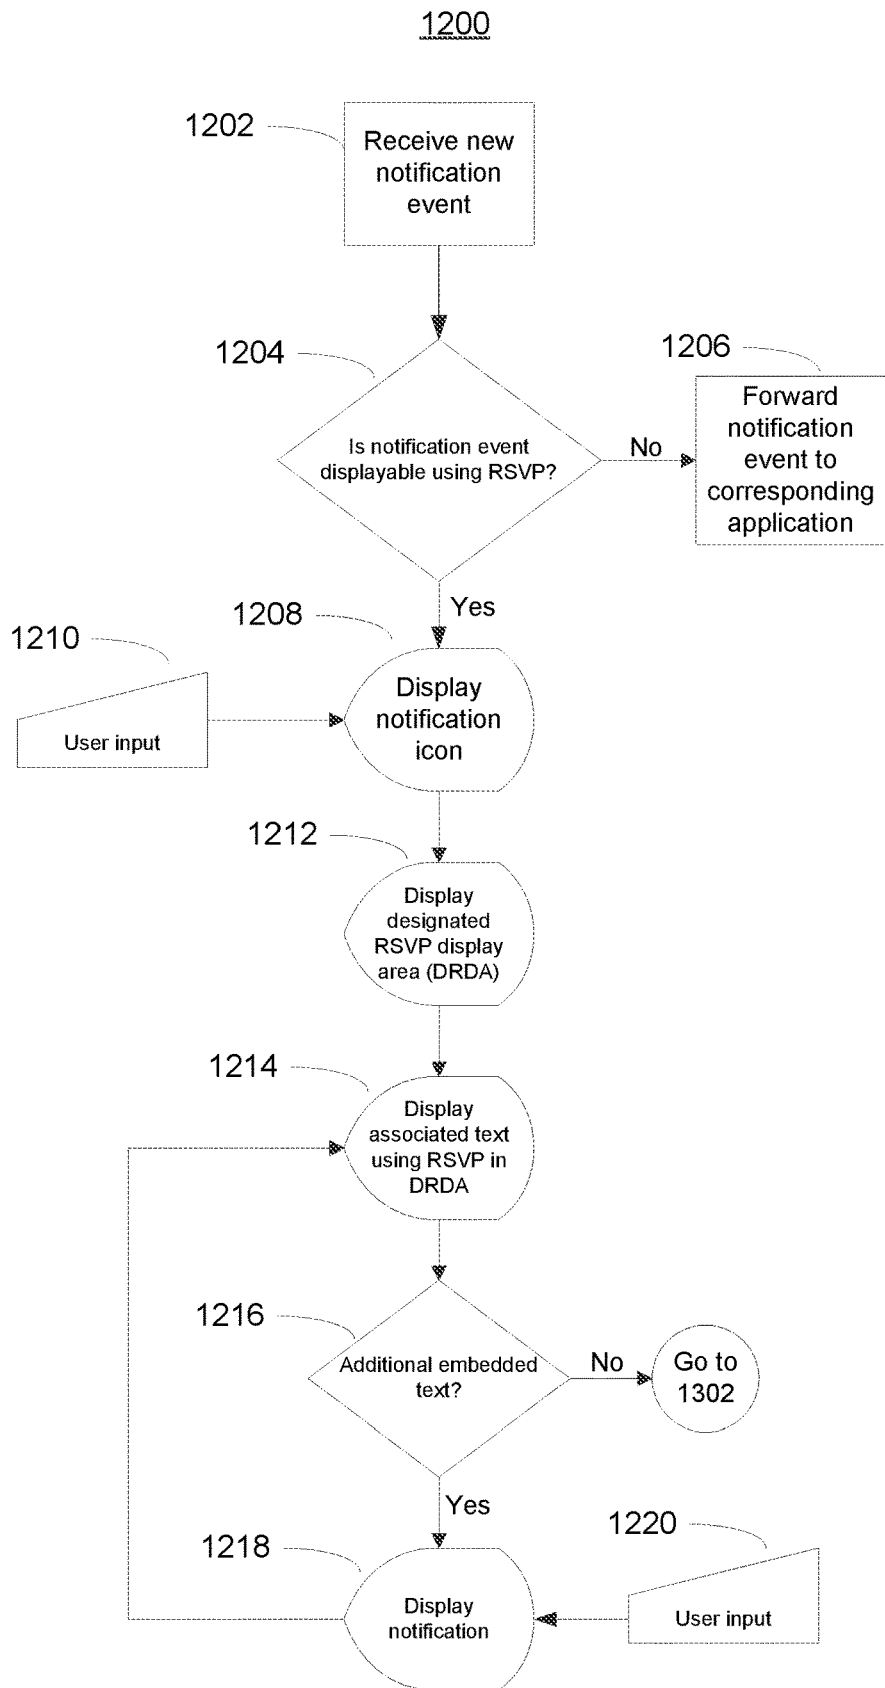 1200
1202
Receive new
notification
event
1204
Is notification event
displayable using RSVP?
No
1206
Forward
notification
event to
corresponding
application
Yes
1208
Display
notification
icon
1210
User input
1212
Display
designated
RSVP display
area (DRDA)
1214
Display
associated text
using RSVP in
DRDA
1216
Additional embedded
text?
No
Go to
1302
Yes
1218
Display
notification
1220
User input